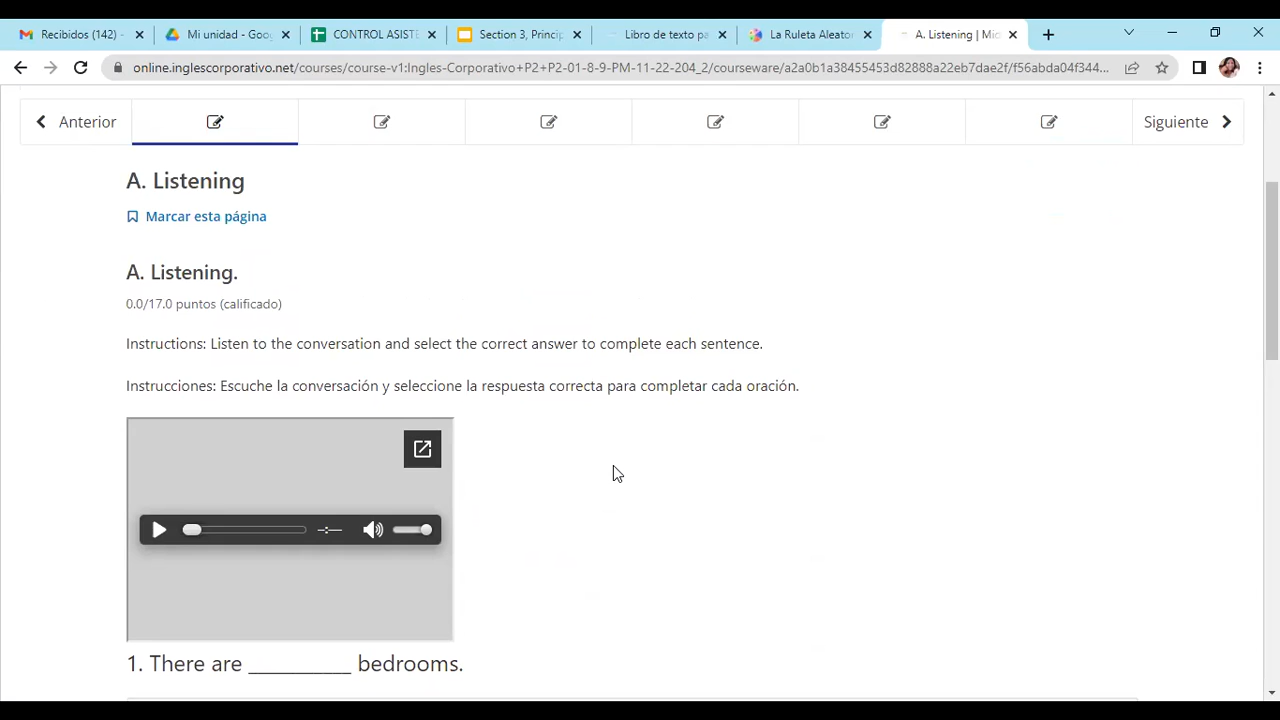 Recibidos (142) -
Mi unidad - Goo
CONTROL ASIST
Section 3, Princip
Libro de texto pa
La Ruleta Aleator
A. Listening | Mic
online.inglescorporativo.net/courses/course-v1:Ingles-Corporativo+P2+P2-01-8-9-PM-11-22-204_2/courseware/a2a0b1a38455453d82888a22eb7dae2f/f56abda04f344...
Anterior
Siguiente
A. Listening
Marcar esta página
A. Listening.
0.0/17.0 puntos (calificado)
Instructions: Listen to the conversation and select the correct answer to complete each sentence.
Instrucciones: Escuche la conversación y seleccione la respuesta correcta para completar cada oración.
-:--
1. There are __________ bedrooms.